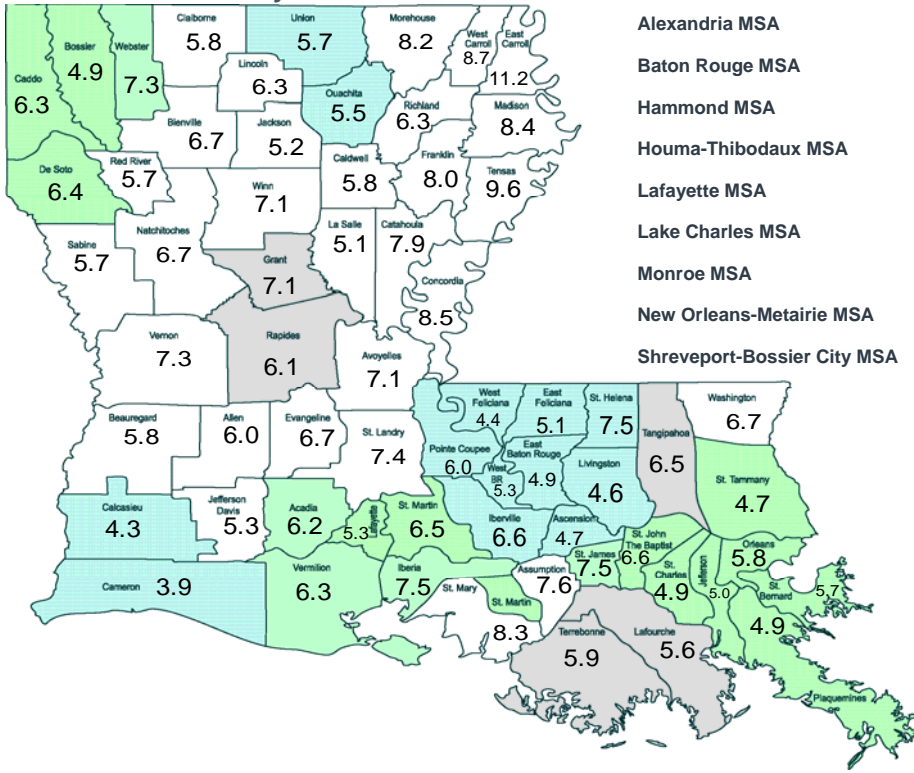 Claiborne
5.8
Union
5.7
Morehouse
8.2
West
Carroll
8.7
East
Carroll
11.2
Caddo
6.3
Bossier
4.9
Webster
7.3
Lincoln
6.3
Ouachita
5.5
Richland
6.3
Madison
8.4
Bienville
6.7
Jackson
5.2
De Soto
6.4
Red River
5.7
Caldwell
5.8
Franklin
8.0
Tensas
9.6
Winn
7.1
Sabine
5.7
Natchitoches
6.7
Grant
7.1
La Salle
5.1
Catahoula
7.9
Concordia
8.5
Vernon
7.3
Rapides
6.1
Avoyelles
7.1
Beauregard
5.8
Allen
6.0
Evangeline
6.7
St. Landry
7.4
West
Feliciana
4.4
East
Feliciana
5.1
St. Helena
7.5
Washington
6.7
Pointe Coupee
6.0
West
BR
5.3
East
Baton Rouge
4.9
Livingston
4.6
Tangipahoa
6.5
St. Tammany
4.7
Calcasieu
4.3
Jefferson
Davis
5.3
Acadia
6.2
Lafayette
5.3
St. Martin
6.5
Iberville
6.6
Ascension
4.7
St. John
The Baptist
6.6
Orleans
5.8
Cameron 3.9
Vermilion
6.3
Iberia
7.5
St. Mary
8.3
St. Martin
Assumption
7.6
St. James
7.5
St.
Charles
4.9
Jefferson
5.0
St.
Bernard
5.7
4.9
Plaquemines
Terrebonne
5.9
Lafourche
5.6
Alexandria MSA
Baton Rouge MSA
Hammond MSA
Houma-Thibodaux MSA
Lafayette MSA
Lake Charles MSA
Monroe MSA
New Orleans-Metairie MSA
Shreveport-Bossier City MSA